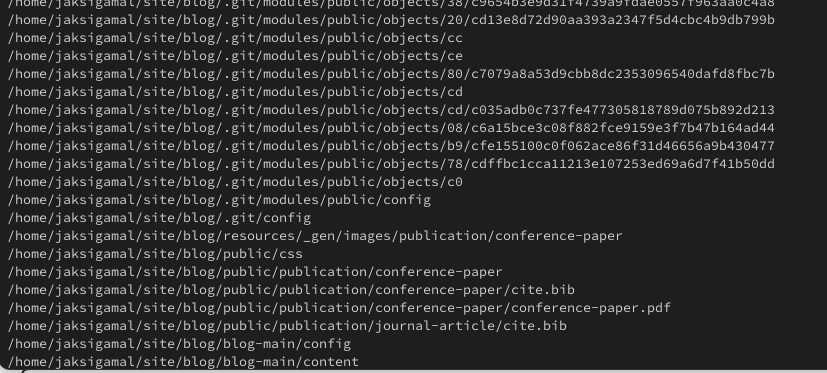 /home/jaksigamal/site/blog/.git/modules/public/objects/38/c9654b3e9d31f4739a9fdae0557f963aa0c4a8
/home/jaksigamal/site/blog/.git/modules/public/objects/20/cd13e8d72d90aa393a2347f5d4cbc4b9db799b
/home/jaksigamal/site/blog/.git/modules/public/objects/cc
/home/jaksigamal/site/blog/.git/modules/public/objects/ce
/home/jaksigamal/site/blog/.git/modules/public/objects/80/c7079a8a53d9cbb8dc2353096540dafd8fbc7b
/home/jaksigamal/site/blog/.git/modules/public/objects/cd
/home/jaksigamal/site/blog/.git/modules/public/objects/cd/c035adb0c737fe477305818789d075b892d213
/home/jaksigamal/site/blog/.git/modules/public/objects/08/c6a15bce3c08f882fce9159e3f7b47b164ad44
/home/jaksigamal/site/blog/.git/modules/public/objects/b9/cfe155100c0f062ace86f31d46656a9b430477
/home/jaksigamal/site/blog/.git/modules/public/objects/78/cdffbc1cca11213e107253ed69a6d7f41b50dd
/home/jaksigamal/site/blog/.git/modules/public/objects/c0
/home/jaksigamal/site/blog/.git/modules/public/config
/home/jaksigamal/site/blog/.git/config
/home/jaksigamal/site/blog/resources/_gen/images/publication/conference-paper
/home/jaksigamal/site/blog/public/css
/home/jaksigamal/site/blog/public/publication/conference-paper
/home/jaksigamal/site/blog/public/publication/conference-paper/cite.bib
/home/jaksigamal/site/blog/public/publication/conference-paper/conference-paper.pdf
/home/jaksigamal/site/blog/public/publication/journal-article/cite.bib
/home/jaksigamal/site/blog/blog-main/config
/home/jaksigamal/site/blog/blog-main/content